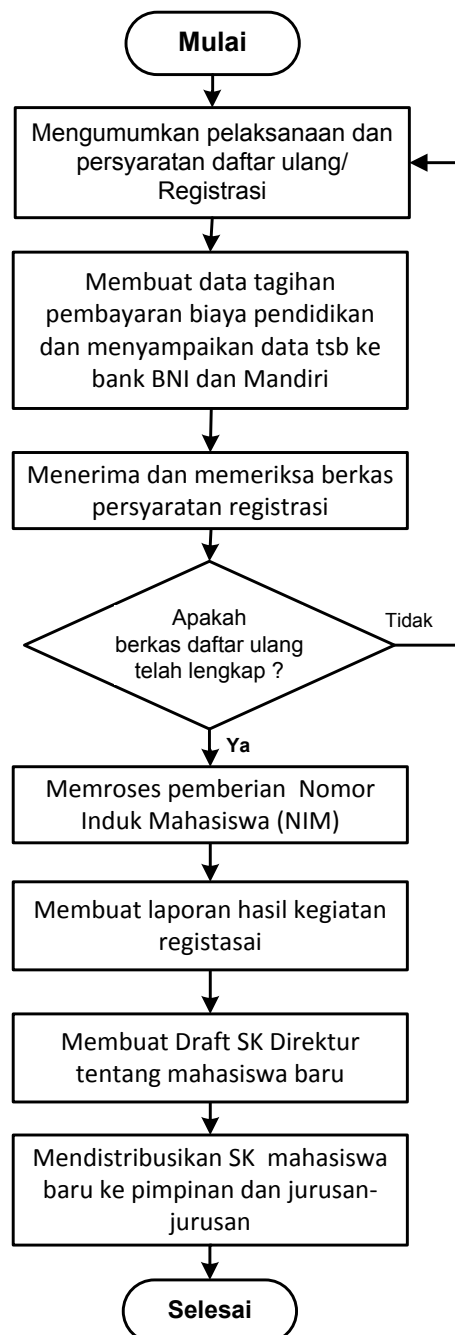 Mulai
Mengumumkan pelaksanaan dan
persyaratan daftar ulang/
Registrasi
Membuat data tagihan
pembayaran biaya pendidikan
dan menyampaikan data tsb ke
bank BNI dan Mandiri
Menerima dan memeriksa berkas
persyaratan registrasi
Apakah
berkas daftar ulang
telah lengkap ?
Tidak
Ya
Memroses pemberian  Nomor
Induk Mahasiswa (NIM)
Membuat laporan hasil kegiatan
registasai
Membuat Draft SK Direktur
tentang mahasiswa baru
Mendistribusikan SK  mahasiswa
baru ke pimpinan dan jurusan-
jurusan
Selesai